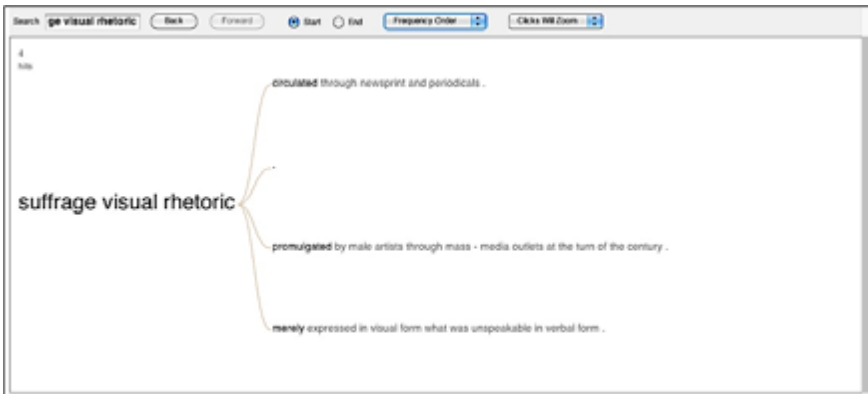 Search ge visual rhetoric Back Forward Start End Frequency Order Clicks Will Zoom
4
hits
circulated through newsprint and periodicals .
.
suffrage visual rhetoric
promulgated by male artists through mass - media outlets at the turn of the century .
merely expressed in visual form what was unspeakable in verbal form .